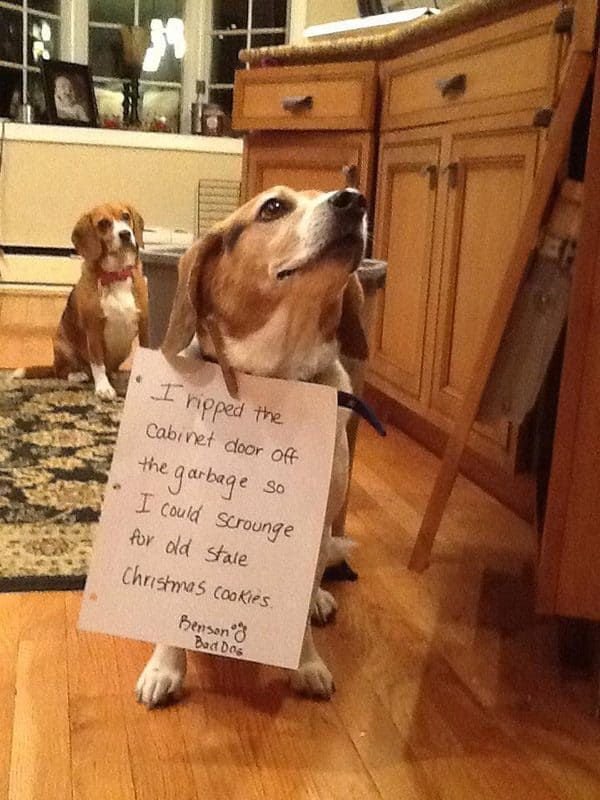 I ripped the
cabinet door off
the garbage so
I could scrounge
for old stale
Christmas cookies.
Benson
Bad Dog